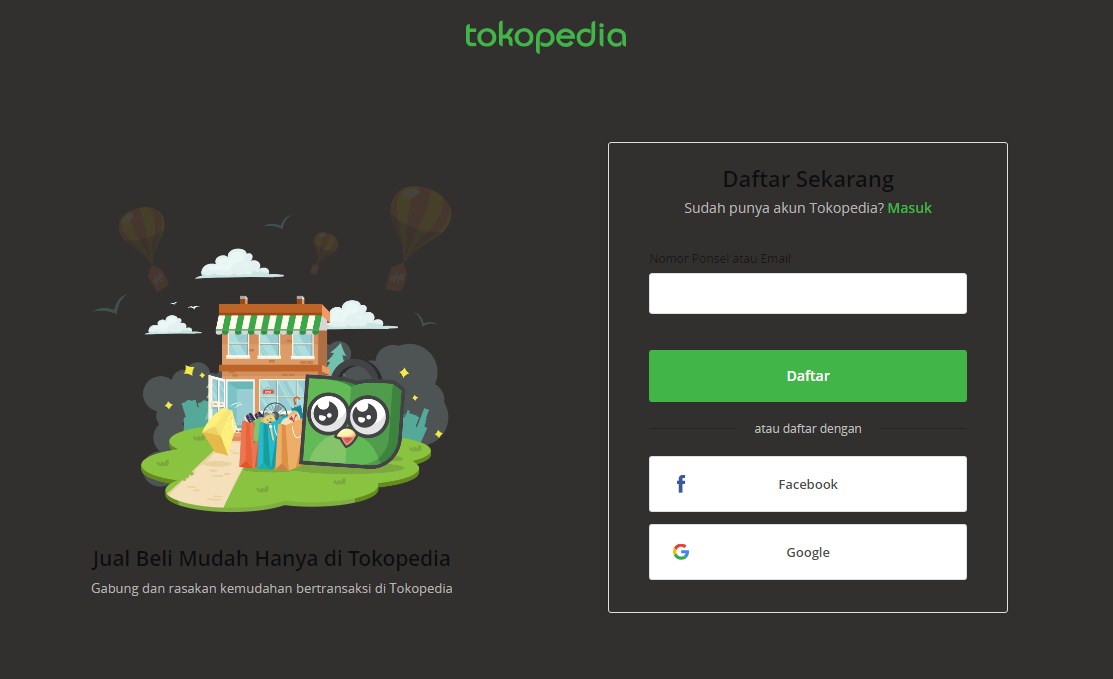 tokopedia
Jual Beli Mudah Hanya di Tokopedia
Gabung dan rasakan kemudahan bertransaksi di Tokopedia
Daftar Sekarang
Sudah punya akun Tokopedia? Masuk
Nomor Ponsel atau Email
Daftar
atau daftar dengan
Facebook
Google